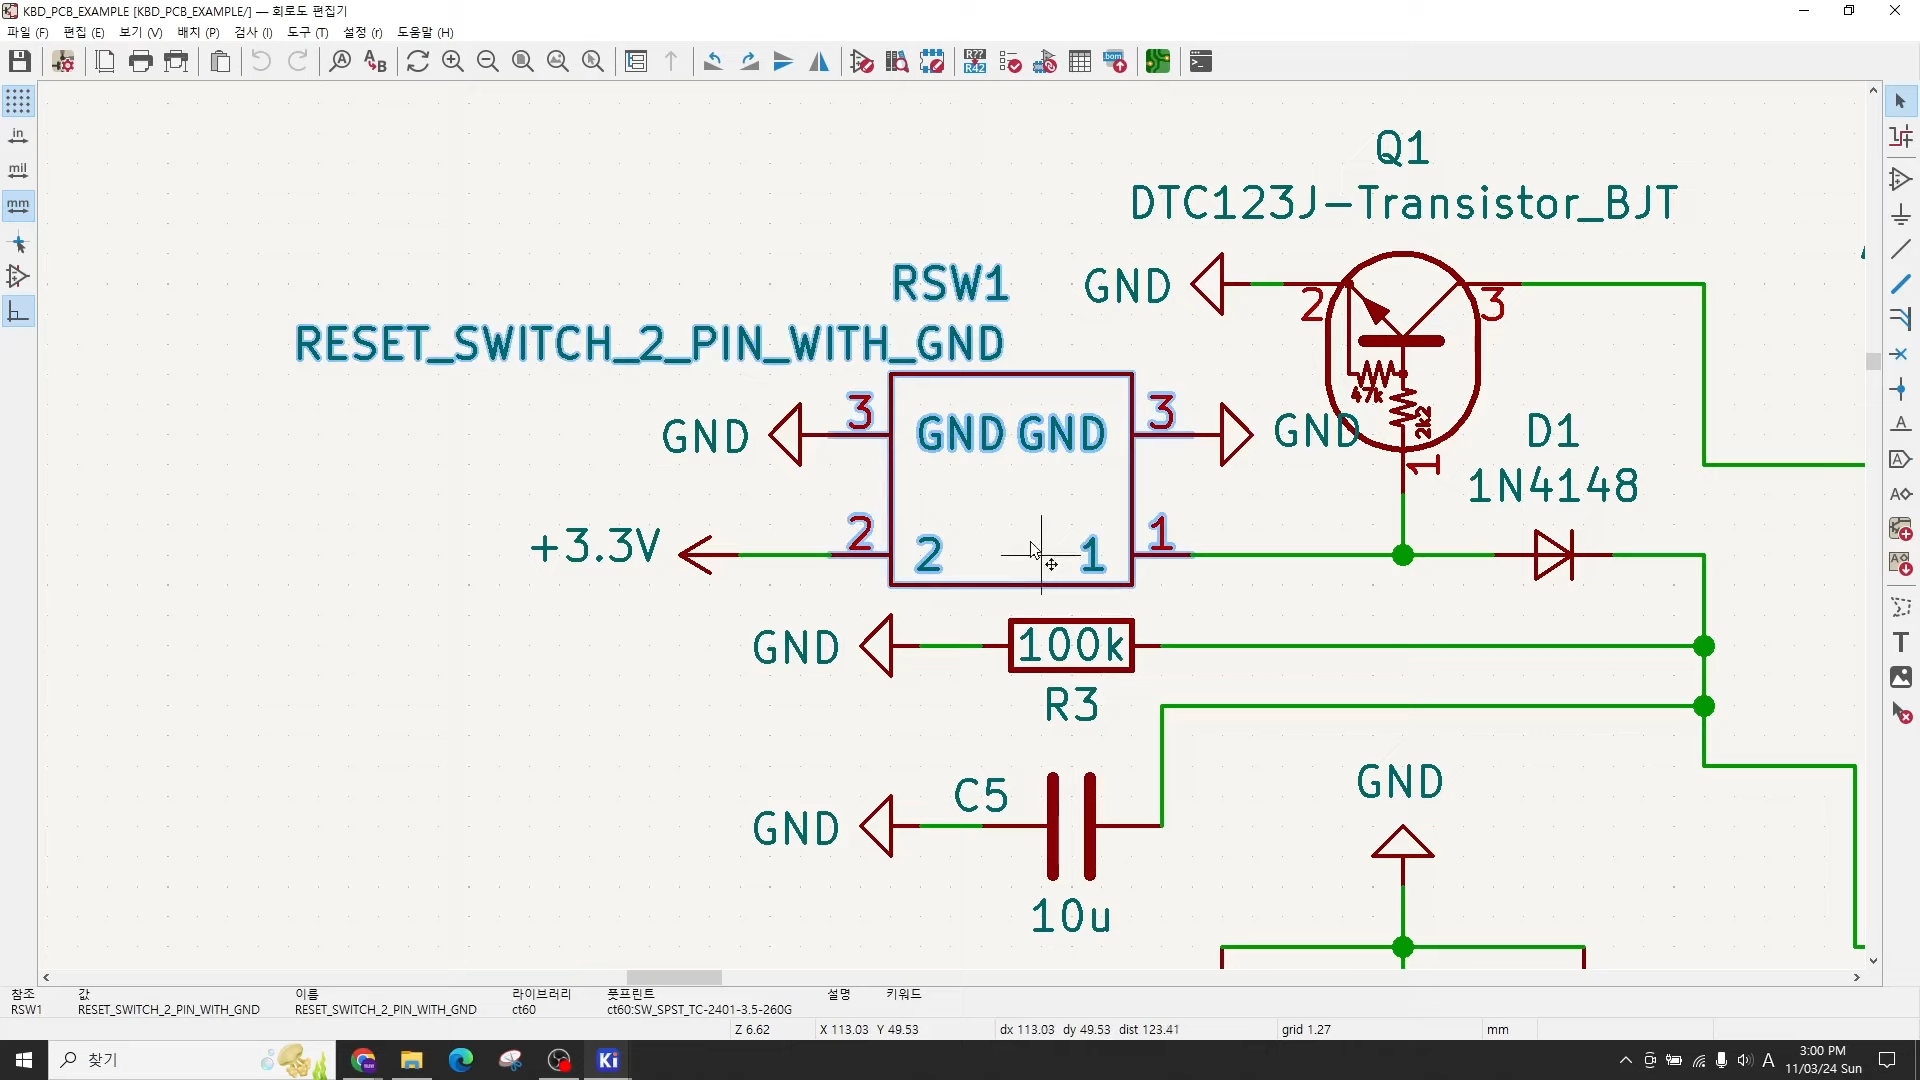 KBD_PCB_EXAMPLE [KBD_PCB_EXAMPLE/] — 회로도 편집기
파일 (F) 편집 (E) 보기 (V) 배치 (P) 검사 (I) 도구 (T) 설정 (r) 도움말 (H)
in
mil
mm
Q1
DTC123J-Transistor_BJT
RSW1
GND
2
3
RESET_SWITCH_2_PIN_WITH_GND
47k
2k2
1
GND
3
GND GND
3
GND
D1
1N4148
+3.3V
2
2
1
1
GND
100k
R3
GND
C5
10u
GND
참조 값 이름 라이브러리 풋프린트 설명 키워드
RSW1 RESET_SWITCH_2_PIN_WITH_GND RESET_SWITCH_2_PIN_WITH_GND ct60 ct60:SW_SPST_TC-2401-3.5-260G
Z 6.62 X 113.03 Y 49.53 dx 113.03 dy 49.53 dist 123.41 grid 1.27 mm
찾기
Ki
A
3:00 PM
11/03/24 Sun